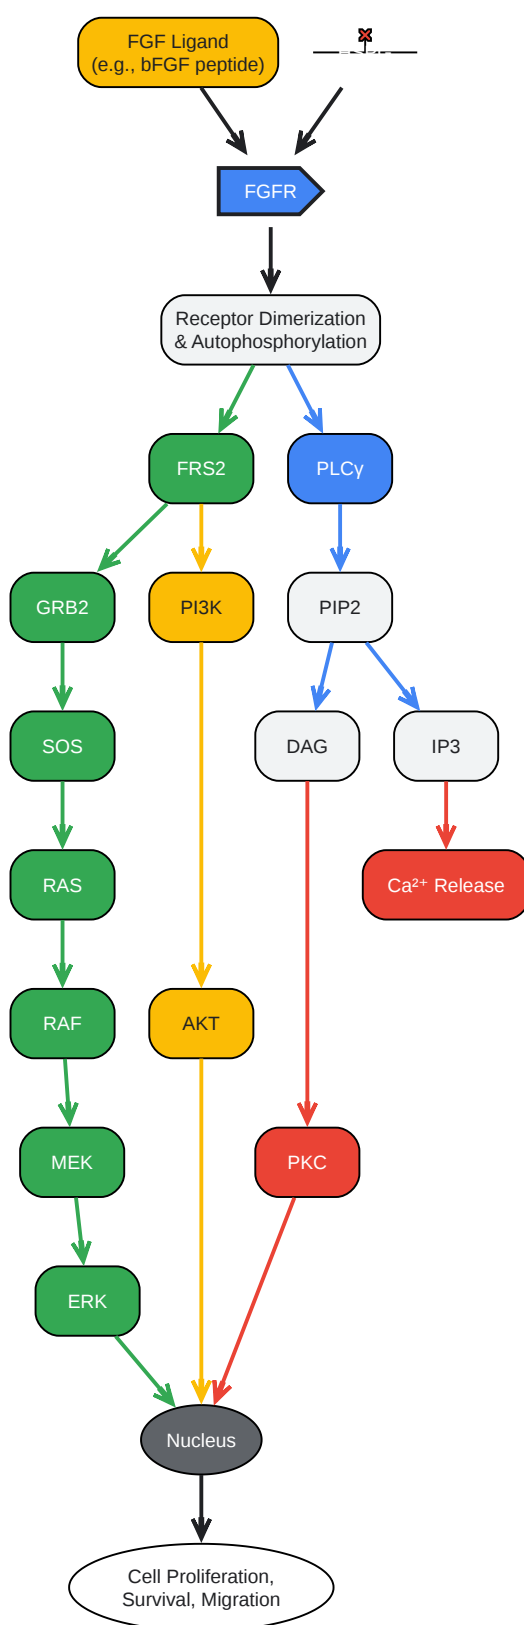 FGF Ligand
(e.g., bFGF peptide)
FGFR
Receptor Dimerization
& Autophosphorylation
FRS2
PLCγ
GRB2
PI3K
PIP2
SOS
DAG
IP3
RAS
Ca²⁺ Release
RAF
AKT
MEK
PKC
ERK
Nucleus
Cell Proliferation,
Survival, Migration